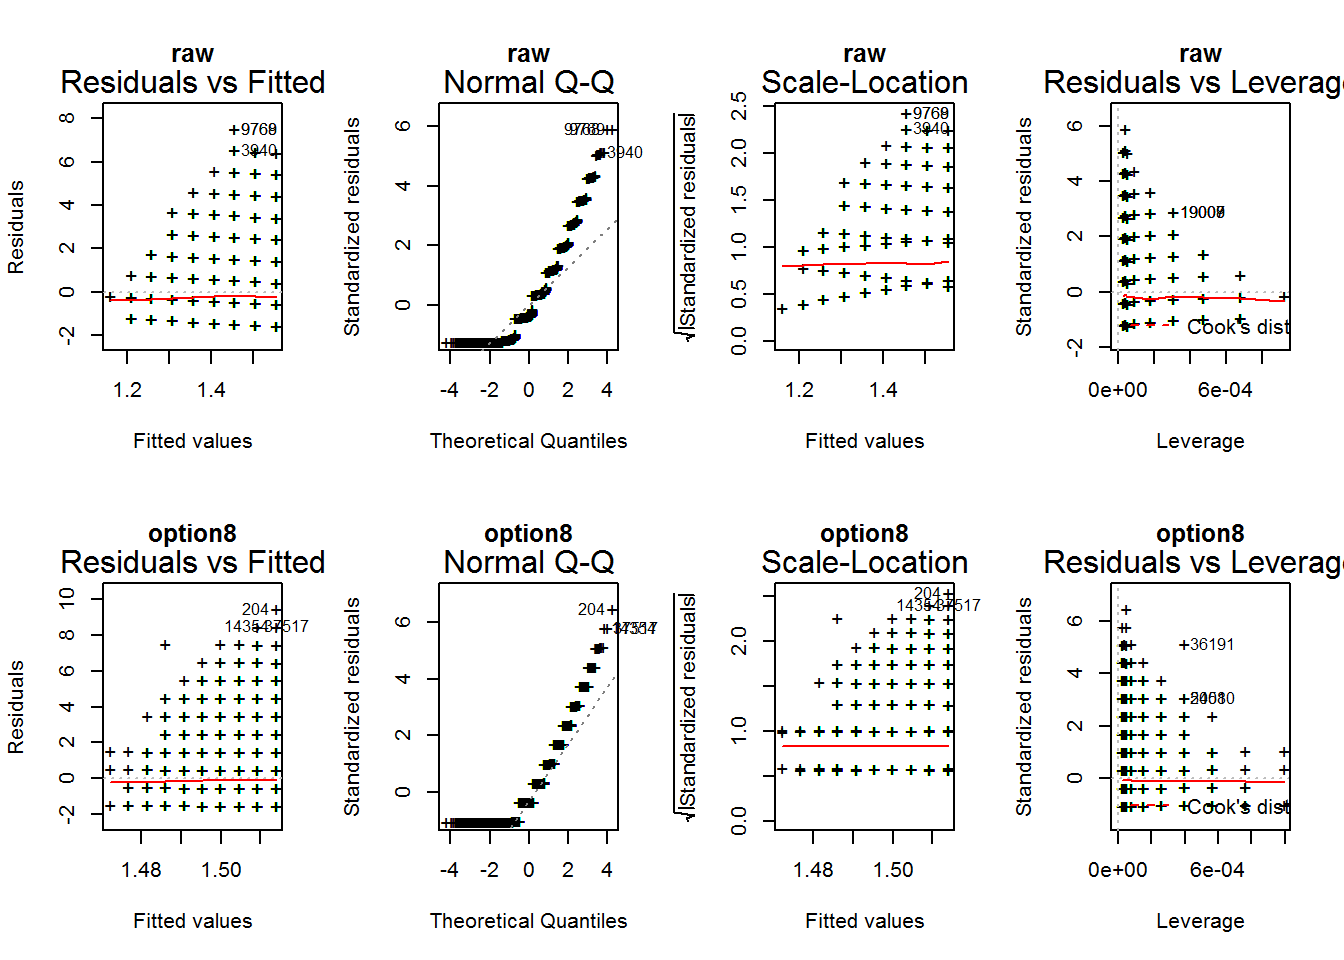 raw
Residuals vs Fitted
8
6
4
2
0
-2
Residuals
9769
3940
1.2
1.4
Fitted values
raw
Normal Q-Q
6
4
2
0
Standardized residuals
3940
-4
-2
0
2
4
Theoretical Quantiles
raw
Scale-Location
2.5
2.0
1.5
1.0
0.5
0.0
√|Standardized residuals|
9769
3940
1.2
1.4
Fitted values
raw
Residuals vs Leverage
6
4
2
0
-2
Standardized residuals
Cook's dist
0e+00
6e-04
Leverage
option8
Residuals vs Fitted
10
8
6
4
2
0
-2
Residuals
204
14354
37517
1.48
1.50
Fitted values
option8
Normal Q-Q
6
4
2
0
Standardized residuals
204
-4
-2
0
2
4
Theoretical Quantiles
option8
Scale-Location
2.0
1.0
0.0
√|Standardized residuals|
204
14354
37517
1.48
1.50
Fitted values
option8
Residuals vs Leverage
6
4
2
0
Standardized residuals
36191
Cook's dist
0e+00
6e-04
Leverage